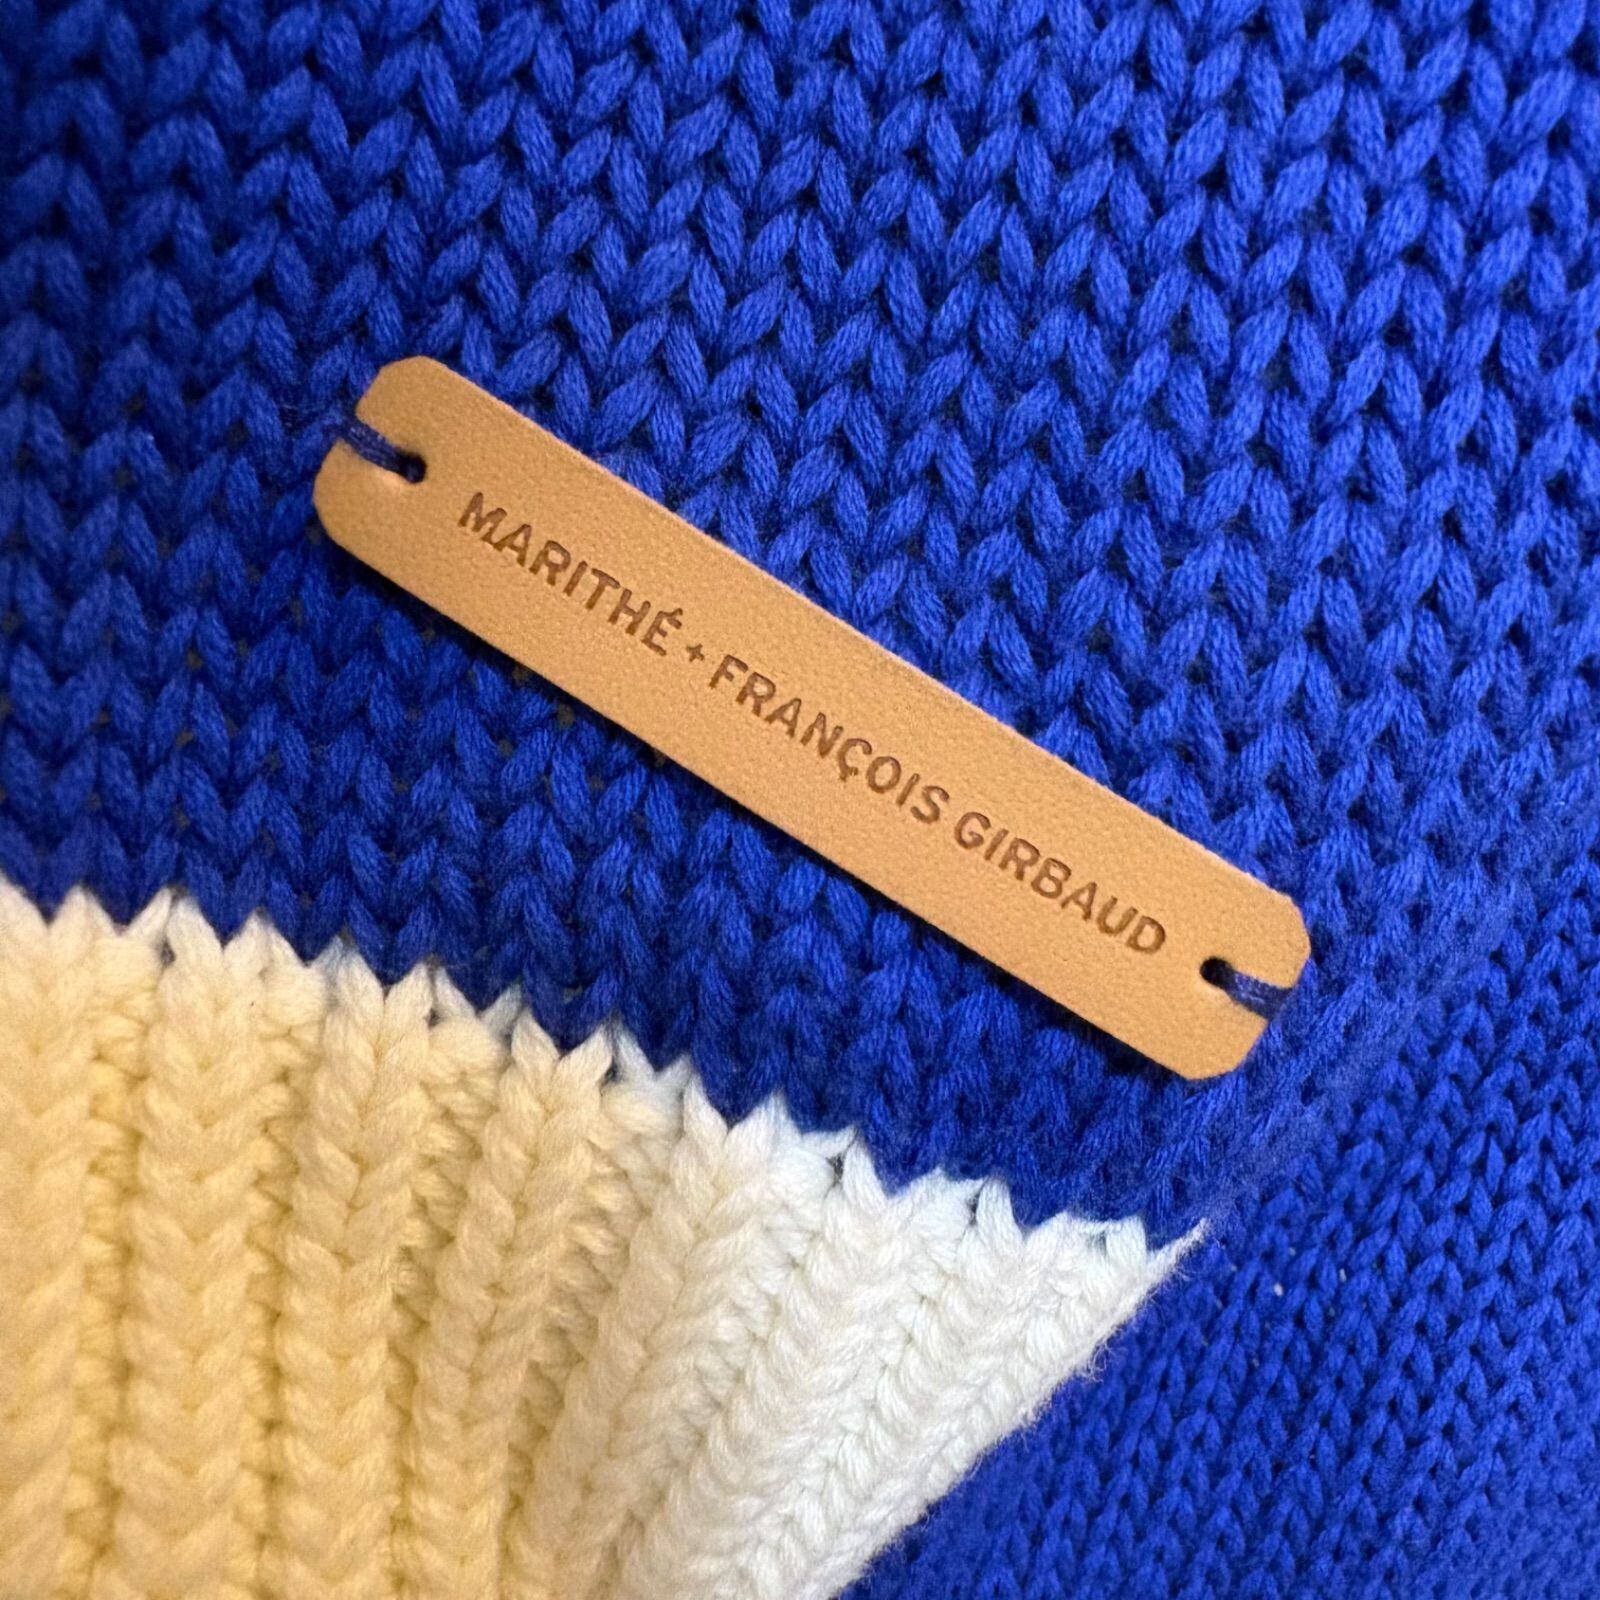 MARITHÉ + FRANÇOIS GIRBAUD